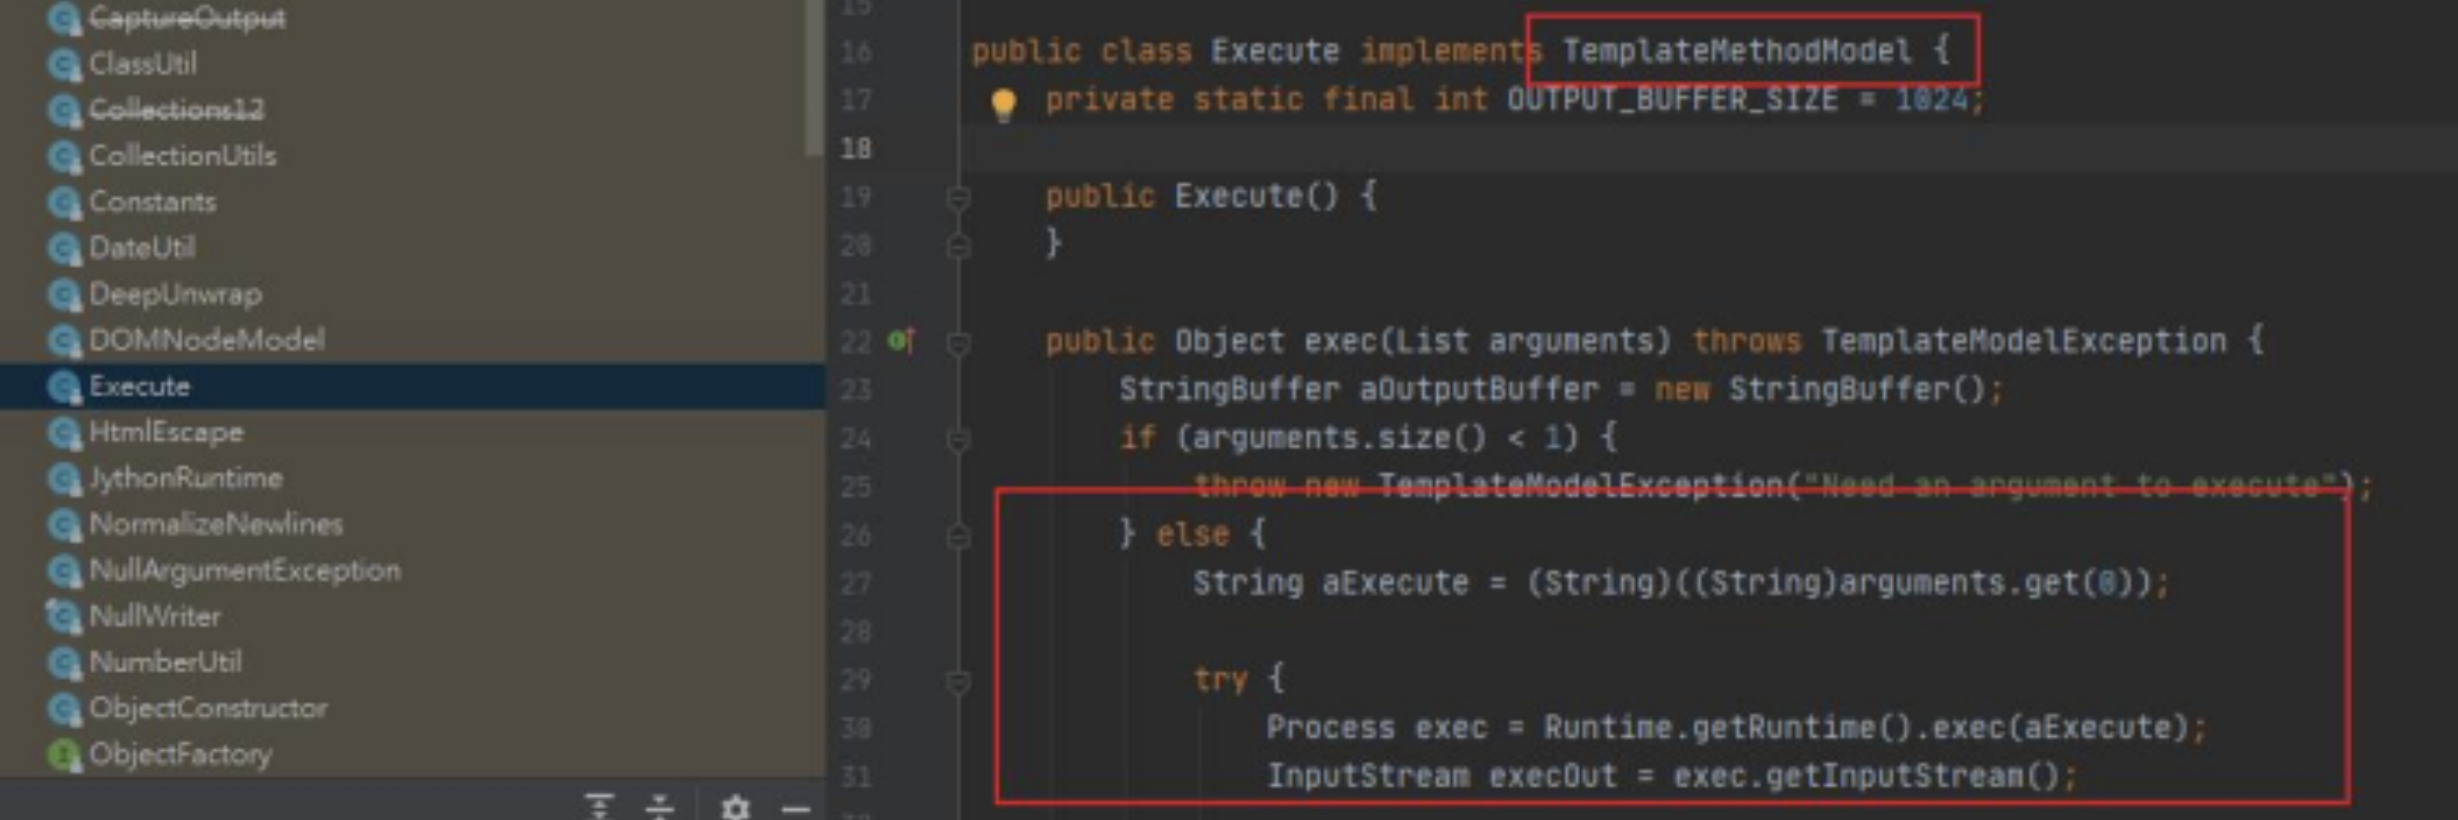 CaptureOutput
ClassUtil
Collections12
CollectionUtils
Constants
DateUtil
DeepUnwrap
DOMNodeModel
Execute
HtmlEscape
JythonRuntime
NormalizeNewlines
NullArgumentException
NullWriter
NumberUtil
ObjectConstructor
ObjectFactory
15
16 public class Execute implements TemplateMethodModel {
17 private static final int OUTPUT_BUFFER_SIZE = 1024;
18
19 public Execute() {
20 }
21
22 public Object exec(List arguments) throws TemplateModelException {
23 StringBuffer aOutputBuffer = new StringBuffer();
24 if (arguments.size() < 1) {
25 throw new TemplateModelException("Need an argument to execute");
26 } else {
27 String aExecute = (String)((String)arguments.get(0));
28
29 try {
30 Process exec = Runtime.getRuntime().exec(aExecute);
31 InputStream execOut = exec.getInputStream();